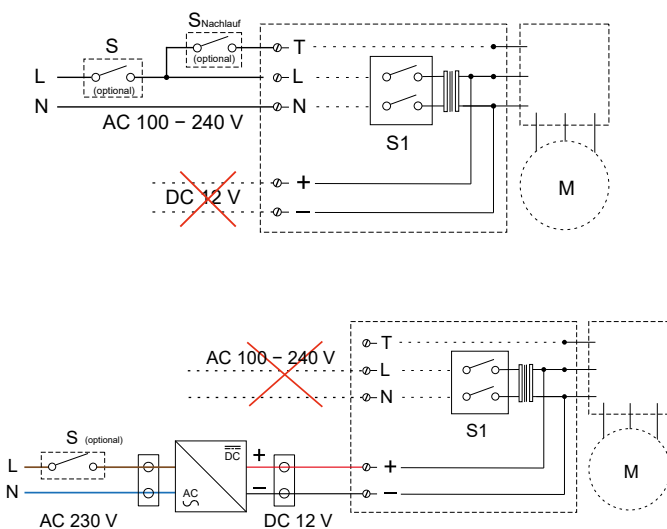 S Nachlauf
(optional)
S
(optional)
T
L L
N N
AC 100 – 240 V
S1
+
DC 12 V
–
M
AC 100 – 240 V
T
L
N
S1
S (optional)
L
N
AC
DC
+
–
+
–
M
AC 230 V
DC 12 V